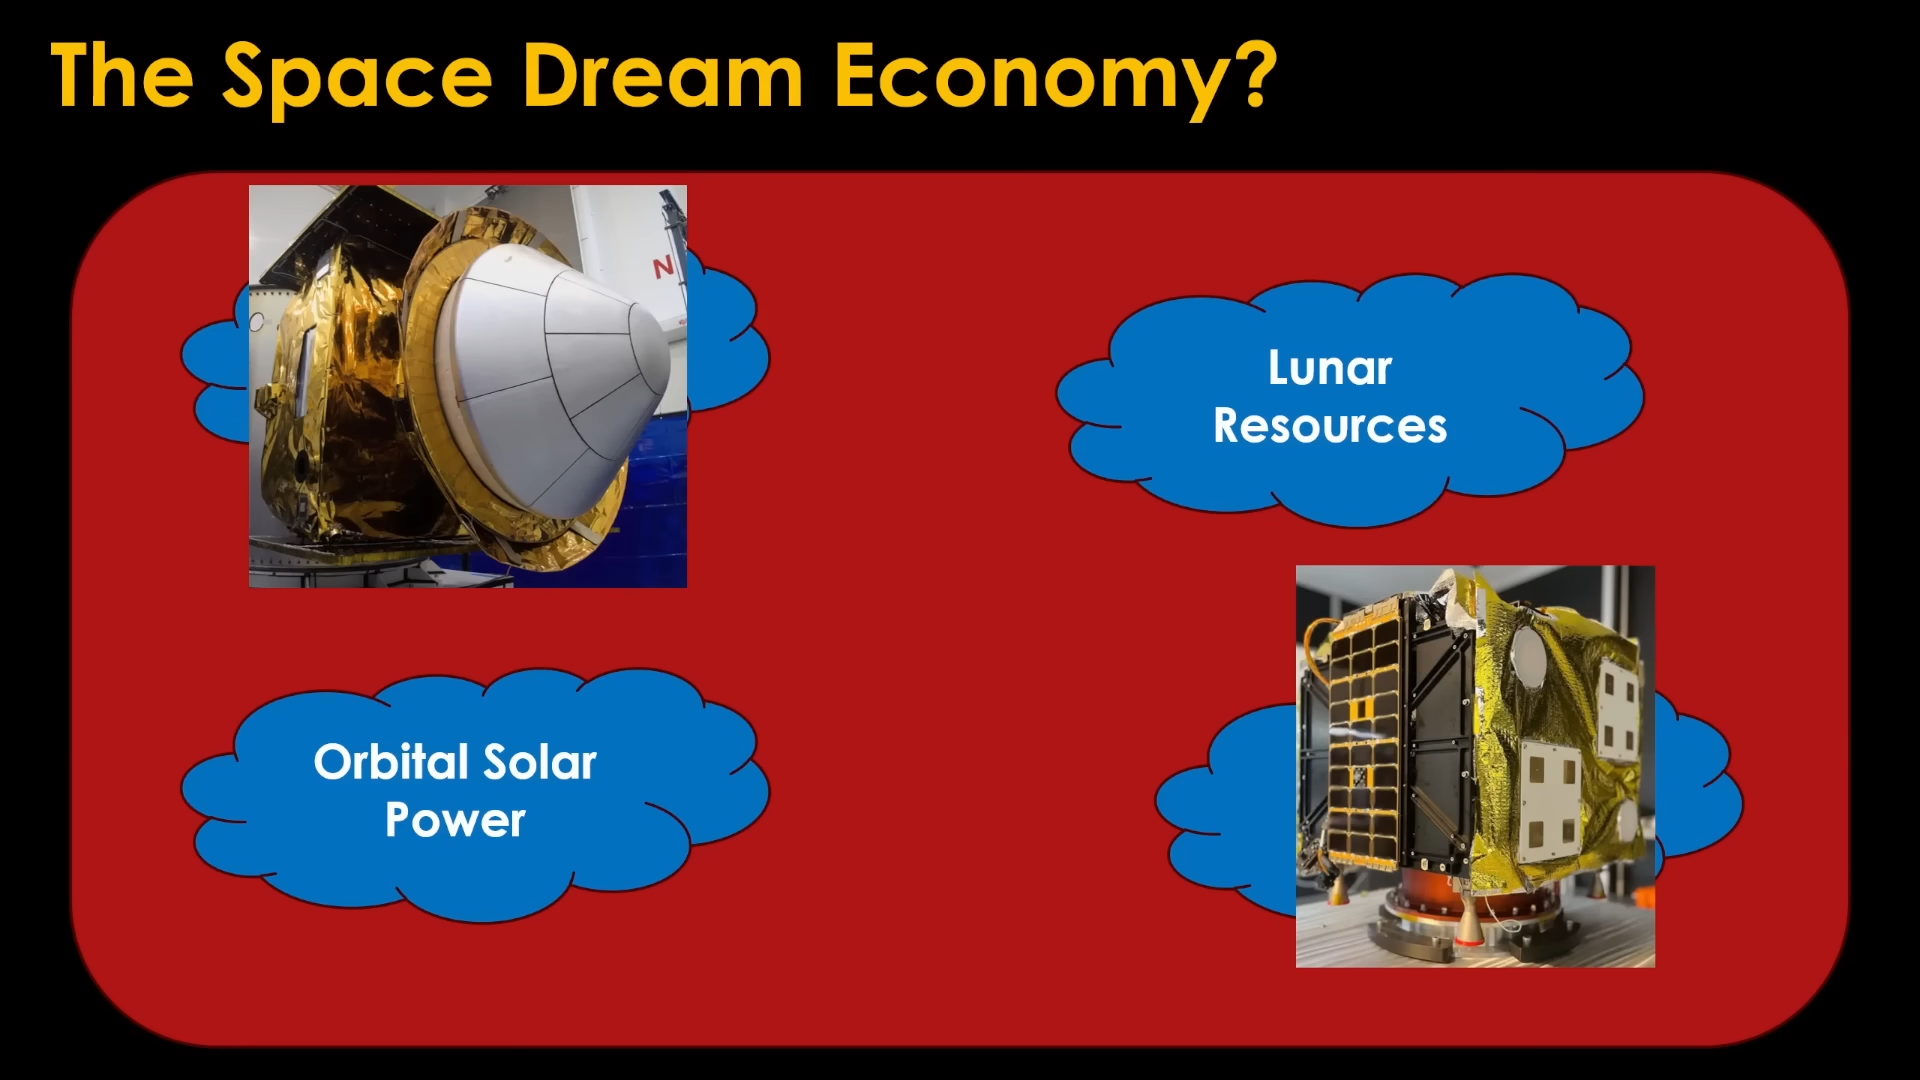 The Space Dream Economy?
N
Lunar
Resources
Orbital Solar
Power